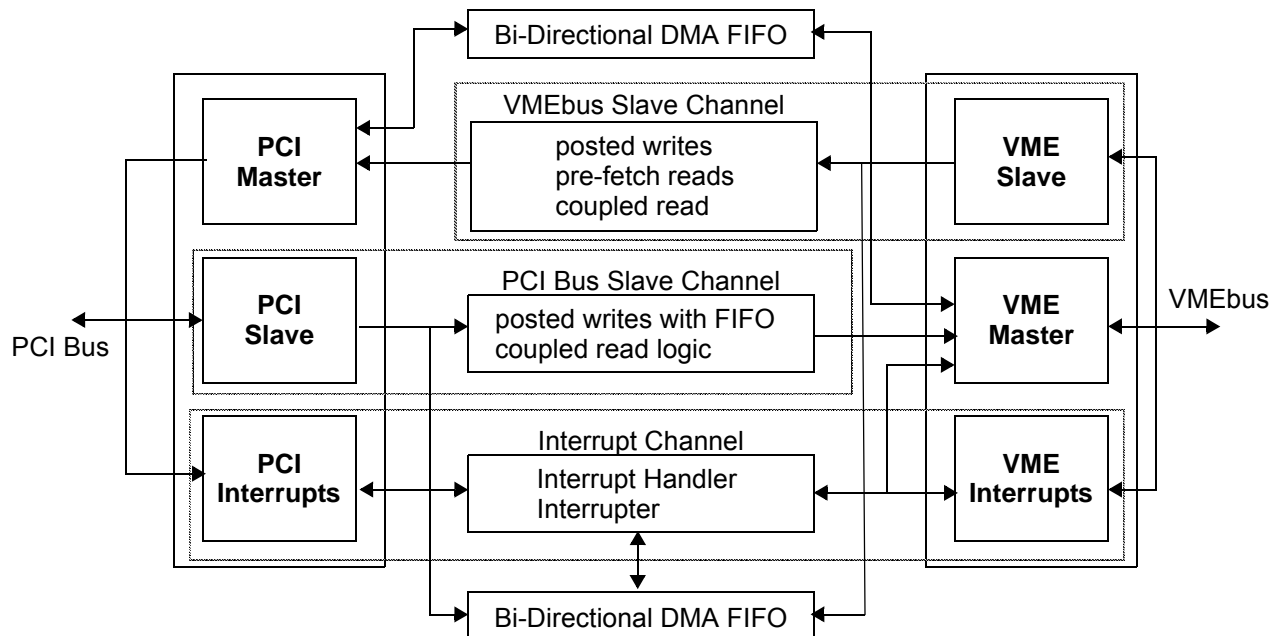 Bi-Directional DMA FIFO
VMEbus Slave Channel
PCI
Master
posted writes
pre-fetch reads
coupled read
VME
Slave
PCI Bus Slave Channel
PCI
Slave
posted writes with FIFO
coupled read logic
VME
Master
PCI Bus
VMEbus
Interrupt Channel
PCI
Interrupts
Interrupt Handler
Interrupter
VME
Interrupts
Bi-Directional DMA FIFO